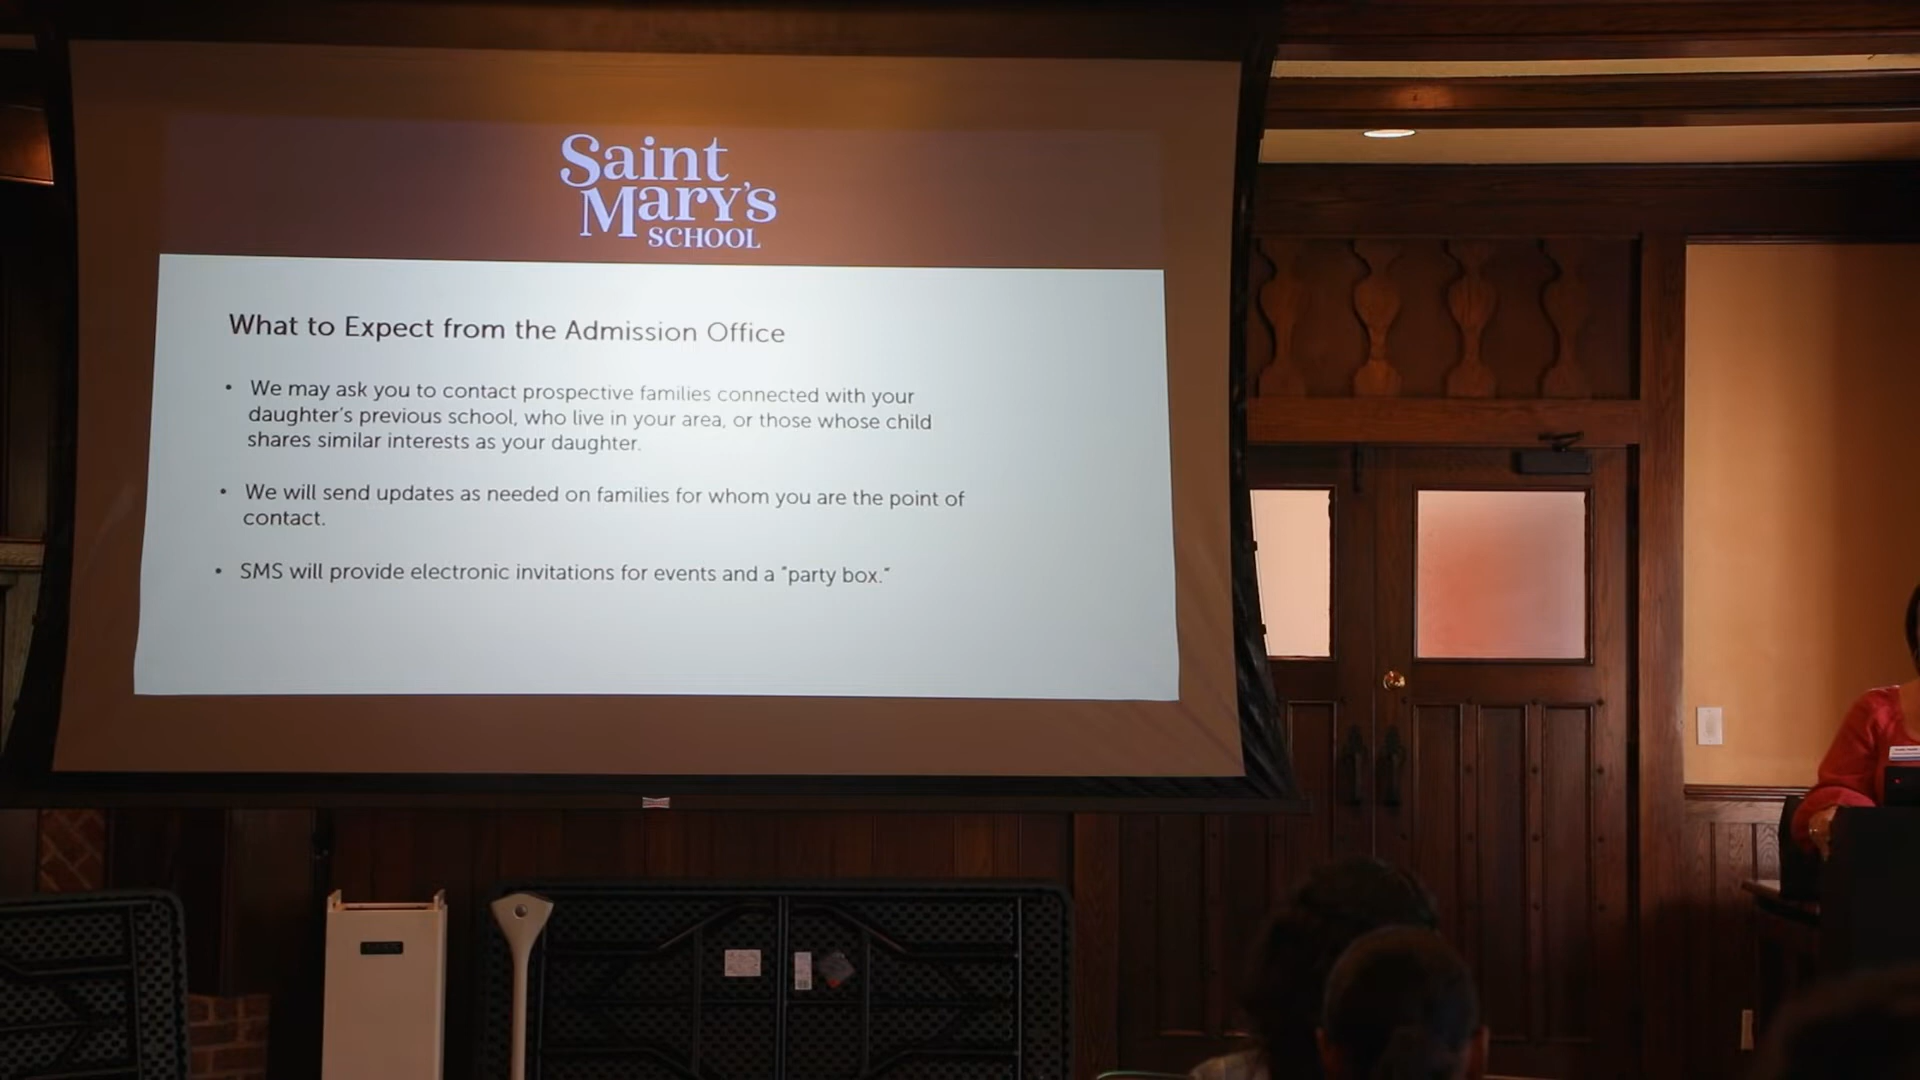 Saint
Mary's
SCHOOL
What to Expect from the Admission Office
• We may ask you to contact prospective families connected with your
daughter's previous school, who live in your area, or those whose child
shares similar interests as your daughter.
• We will send updates as needed on families for whom you are the point of
contact.
• SMS will provide electronic invitations for events and a "party box."